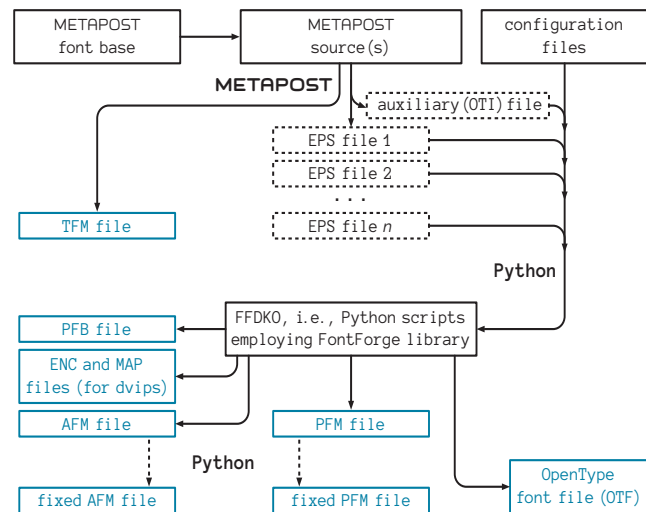 METAPOST
font base
METAPOST
source(s)
configuration
files
METAPOST
auxiliary (OTI) file
EPS file 1
EPS file 2
...
TFM file
EPS file n
Python
FFDKO, i.e., Python scripts
employing FontForge library
PFB file
ENC and MAP
files (for dvips)
AFM file
PFM file
Python
OpenType
font file (OTF)
fixed AFM file
fixed PFM file